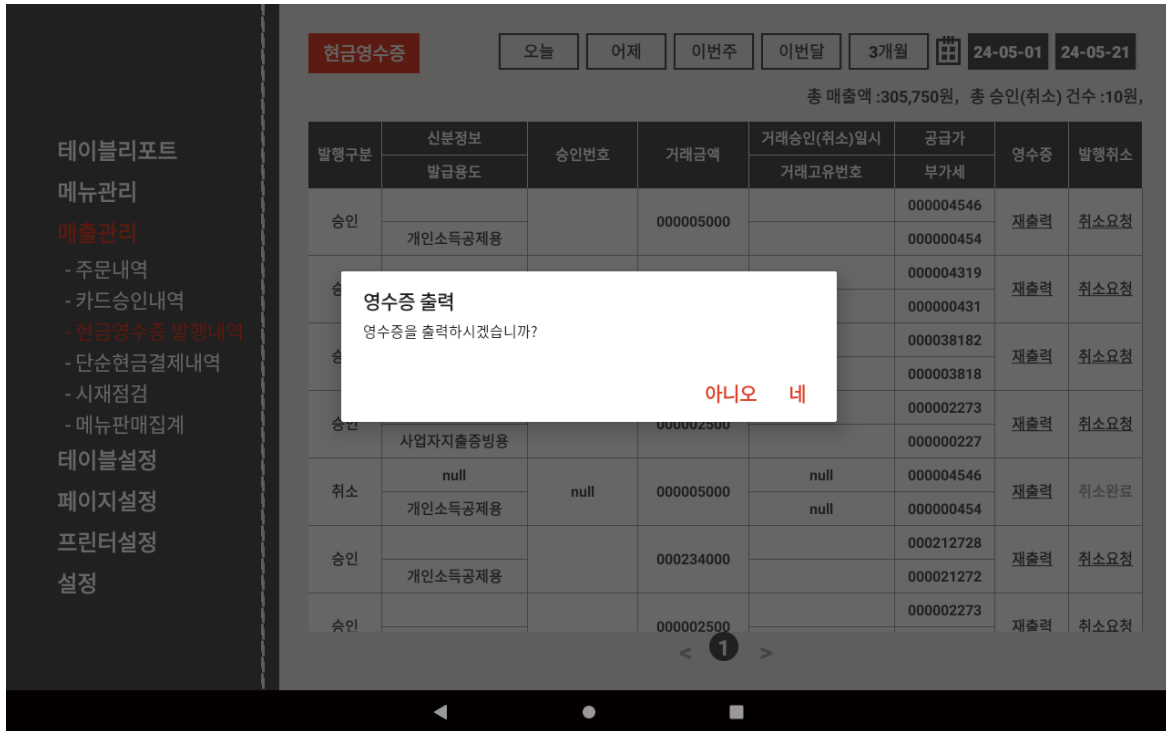 현금영수증 오늘 어제 이번주 이번달 3개월 24-05-01 24-05-21
총 매출액 :305,750원, 총 승인(취소) 건수 :10원,
테이블리포트
메뉴관리
매출관리
- 주문내역
- 카드승인내역
- 현금영수증 발행내역
- 단순현금결제내역
- 시재점검
- 메뉴판매집계
테이블설정
페이지설정
프린터설정
설정
발행구분 신분정보 승인번호 거래금액 거래승인(취소)일시 공급가 영수증 발행취소
발급용도 거래고유번호 부가세
승인 000005000 000004546 재출력 취소요청
개인소득공제용 000000454
000004319 재출력 취소요청
000000431
000038182 재출력 취소요청
000003818
영수증 출력
영수증을 출력하시겠습니까?
아니오 네
승인 000002500 000002273 재출력 취소요청
사업자지출증빙용 000000227
취소 null null 000005000 null 000004546 재출력 취소완료
개인소득공제용 null 000000454
승인 000234000 000212728 재출력 취소요청
개인소득공제용 000021272
승인 000002500 000002273 재출력 취소요청
< 1 >